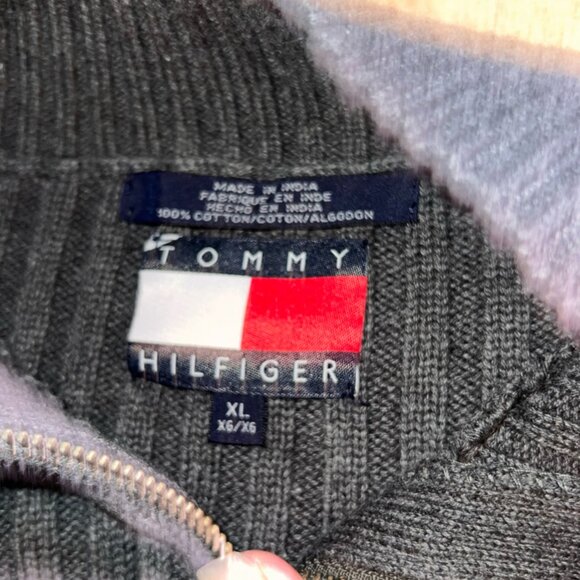 MADE IN INDIA
FABRIQUE EN INDE
HECHO EN INDIA
100% COTTON/COTON/ALGODON
TOMMY
HILFIGER
XL
XG/XG